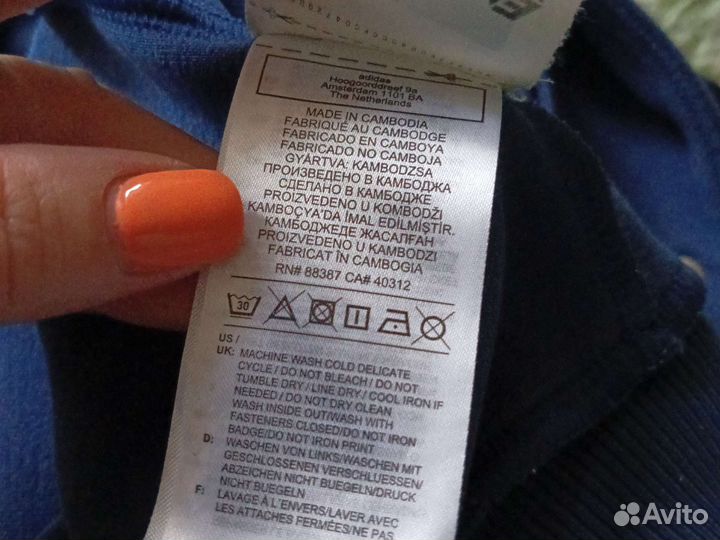 adidas
Hoogoorddreef 9a
Amsterdam 1101 BA
The Netherlands
MADE IN CAMBODIA
FABRIQUÉ AU CAMBODGE
FABRICADO EN CAMBOYA
FABRICADO NO CAMBOJA
GYÁRTVA: KAMBODZSA
ПРОИЗВЕДЕНО В КАМБОДЖА
СДЕЛАНО В КАМБОДЖЕ
PROIZVEDENO U KOMBODŽI
KAMBOÇYA'DA İMAL EDİLMİŞTİR.
КАМБОДЖЕДЕ ЖАСАЛҒАН
PROIZVEDENO U KAMBODZI
FABRICAT ÎN CAMBOGIA
RN# 88387 CA# 40312
30
US /
UK: MACHINE WASH COLD DELICATE
CYCLE / DO NOT BLEACH / DO NOT
TUMBLE DRY / LINE DRY / COOL IRON IF
NEEDED / DO NOT DRY CLEAN
WASH INSIDE OUT/WASH WITH
FASTENERS CLOSED/DO NOT IRON
BADGE/DO NOT IRON PRINT
D: WASCHEN VON LINKS/WASCHEN MIT
GESCHLOSSENEN VERSCHLUESSEN/
ABZEICHEN NICHT BUEGELN/DRUCK
NICHT BUEGELN
F: LAVAGE À L'ENVERS/LAVER AVEC
LES ATTACHES FERMÉES/NE PAS
Avito